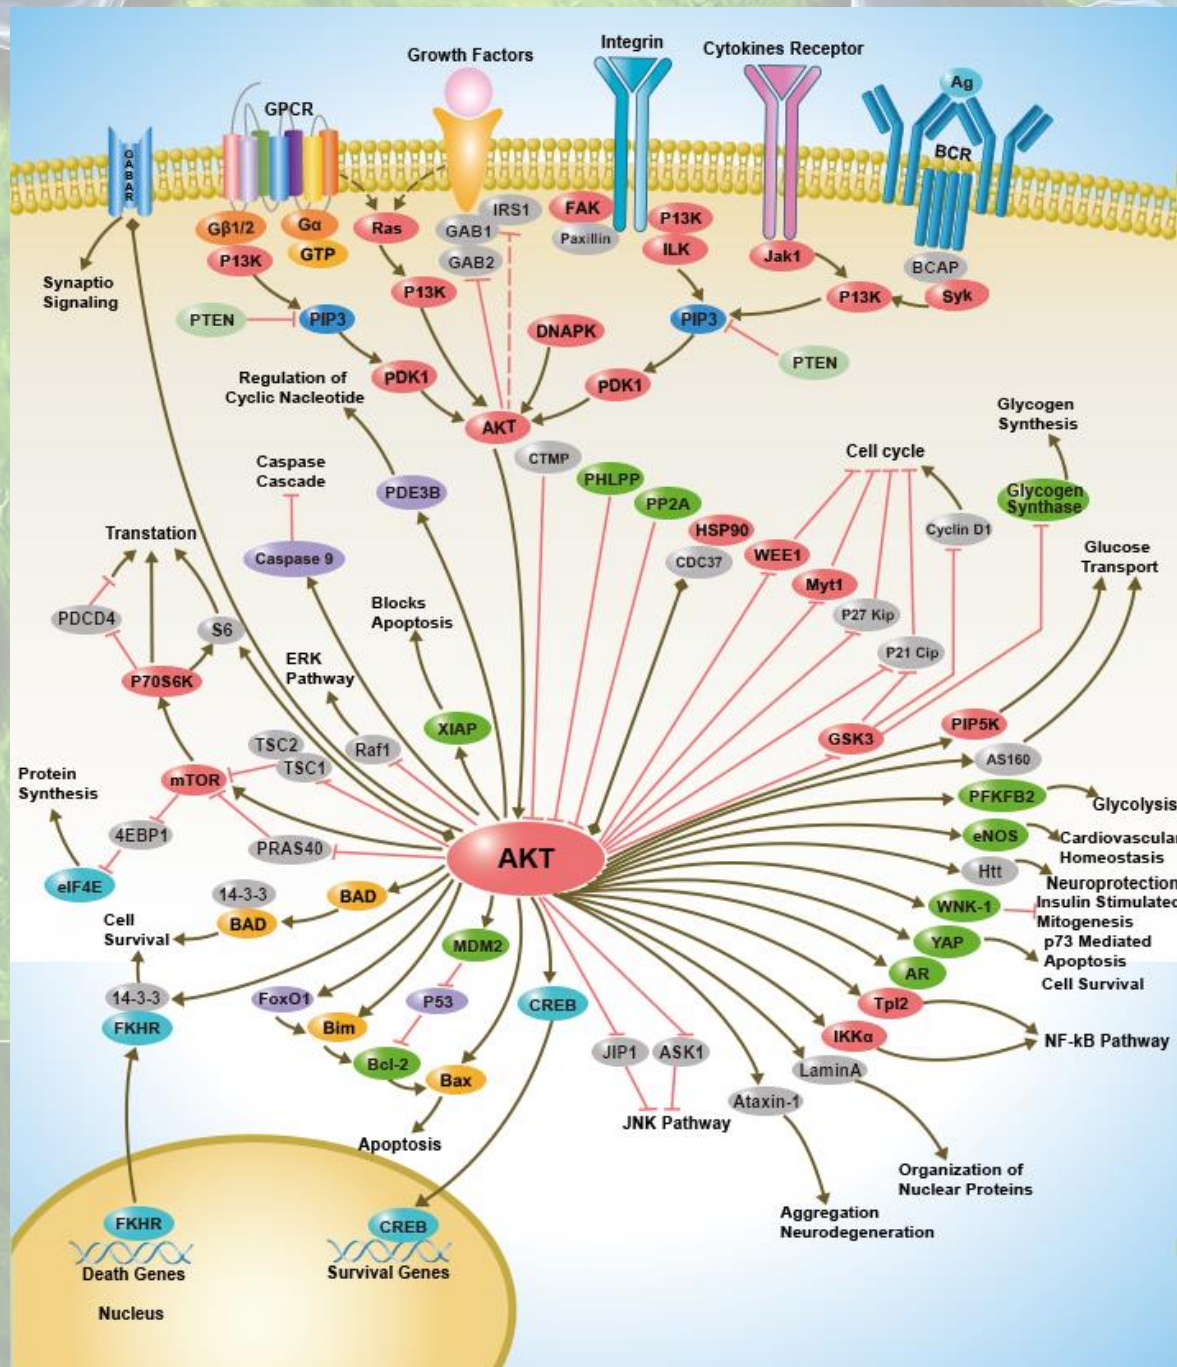 Growth Factors
Integrin
Cytokines Receptor
Ag
GPCR
GABAR
BCR
Gβ1/2
Gα
Ras
IRS1
GAB1
FAK
P13K
Paxillin
P13K
GTP
GAB2
ILK
Jak1
BCAP
Synaptio
Signaling
P13K
P13K
Syk
PTEN
PIP3
DNAPK
PIP3
PTEN
pDK1
pDK1
Regulation of
Cyclic Nacleotide
AKT
Glycogen
Synthesis
CTMP
Cell cycle
Caspase
Cascade
PDE3B
PHLPP
PP2A
Glycogen
Synthase
Transtation
HSP90
Cyclin D1
Caspase 9
CDC37
WEE1
Glucose
Transport
Myt1
Blocks
Apoptosis
PDCD4
S6
P27 Kip
P21 Cip
ERK
Pathway
P70S6K
XIAP
PIP5K
TSC2
TSC1
Raf1
GSK3
AS160
Protein
Synthesis
mTOR
PFKFB2
Glycolysis
4EBP1
PRAS40
AKT
eNOS
Cardiovascular
Homeostasis
eIF4E
Htt
Neuroprotection
14-3-3
BAD
BAD
WNK-1
Insulin Stimulated
Mitogenesis
Cell
Survival
MDM2
YAP
p73 Mediated
Apoptosis
AR
Cell Survival
14-3-3
FKHR
FoxO1
P53
CREB
Tpl2
Bim
IKKα
NF-kB Pathway
Bcl-2
Bax
JIP1
ASK1
LaminA
Ataxin-1
JNK Pathway
Apoptosis
Organization of
Nuclear Proteins
Aggregation
Neurodegeneration
FKHR
CREB
Death Genes
Survival Genes
Nucleus